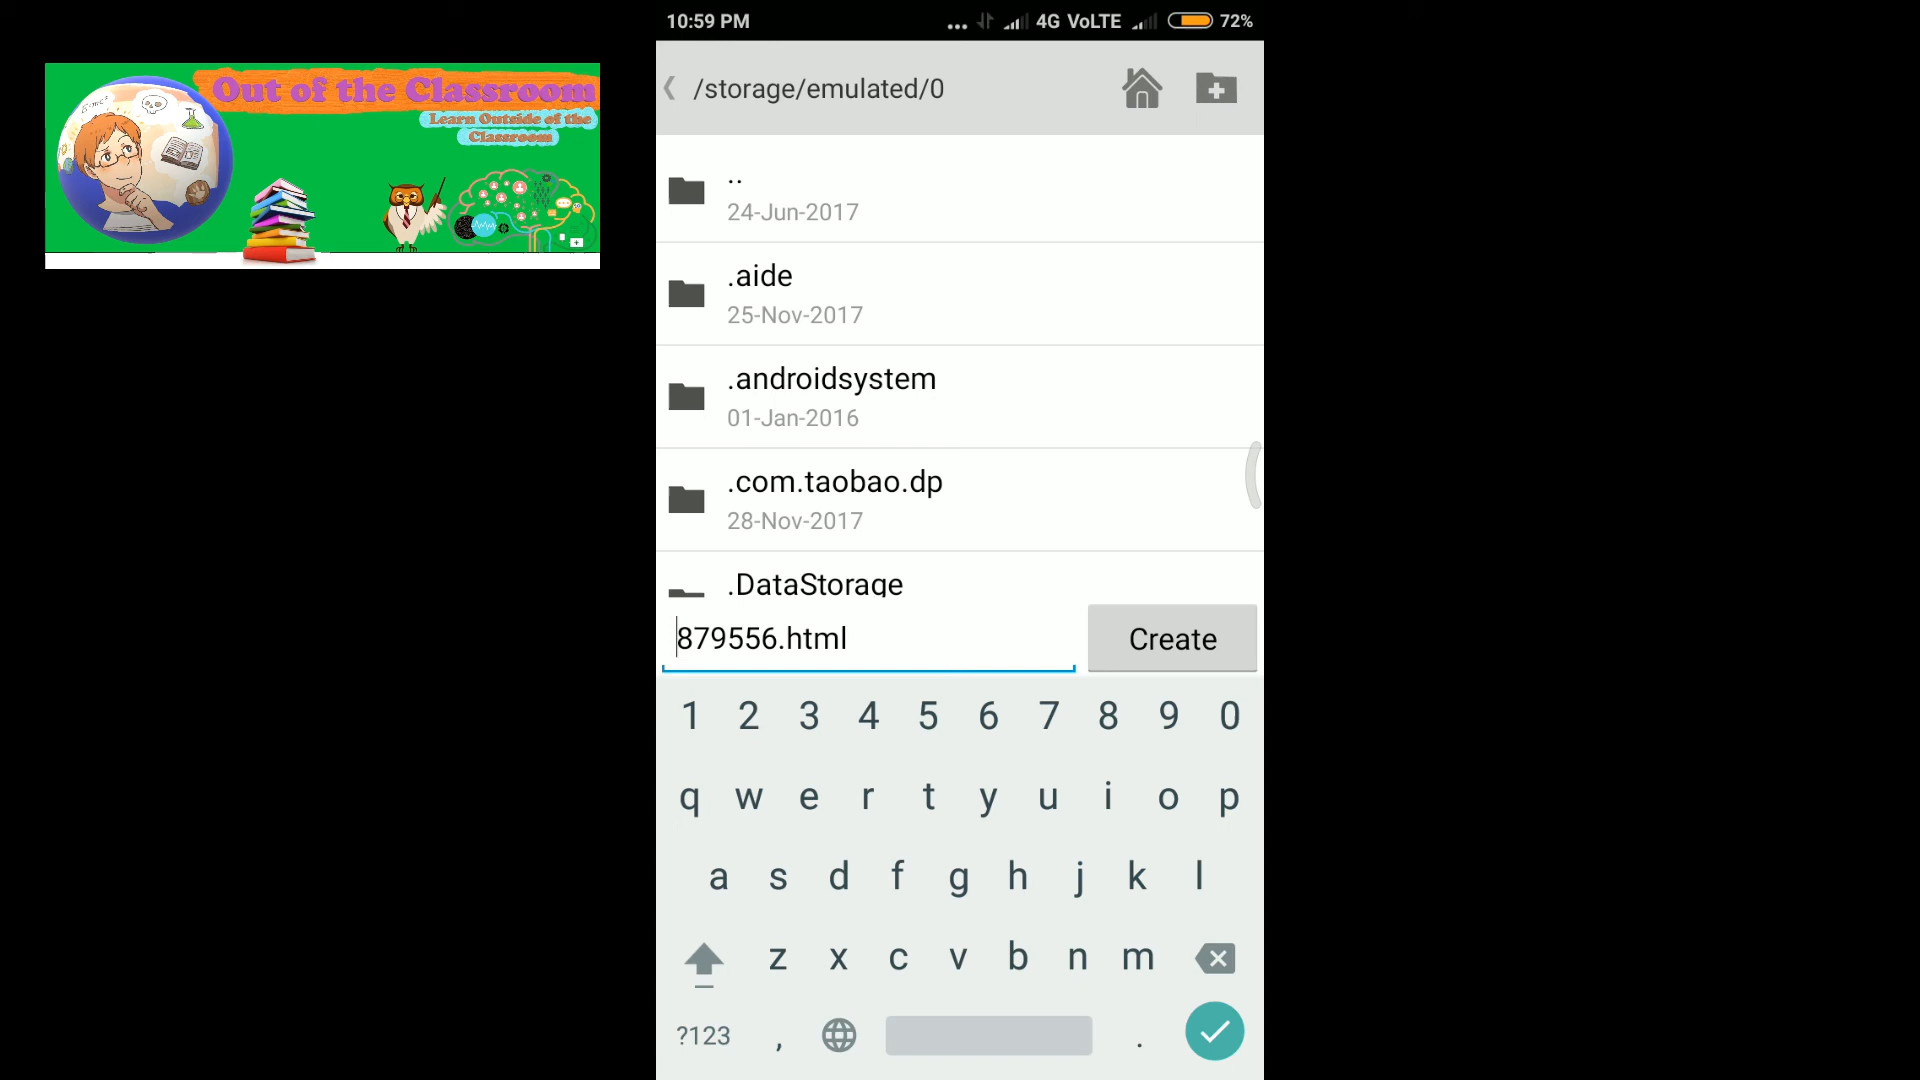 Out of the Classroom
Learn Outside of the
Classroom
10:59 PM ... 4G VoLTE 72%
/storage/emulated/0
..
24-Jun-2017
.aide
25-Nov-2017
.androidsystem
01-Jan-2016
.com.taobao.dp
28-Nov-2017
.DataStorage
879556.html Create
1 2 3 4 5 6 7 8 9 0
q w e r t y u i o p
a s d f g h j k l
z x c v b n m
?123 , .